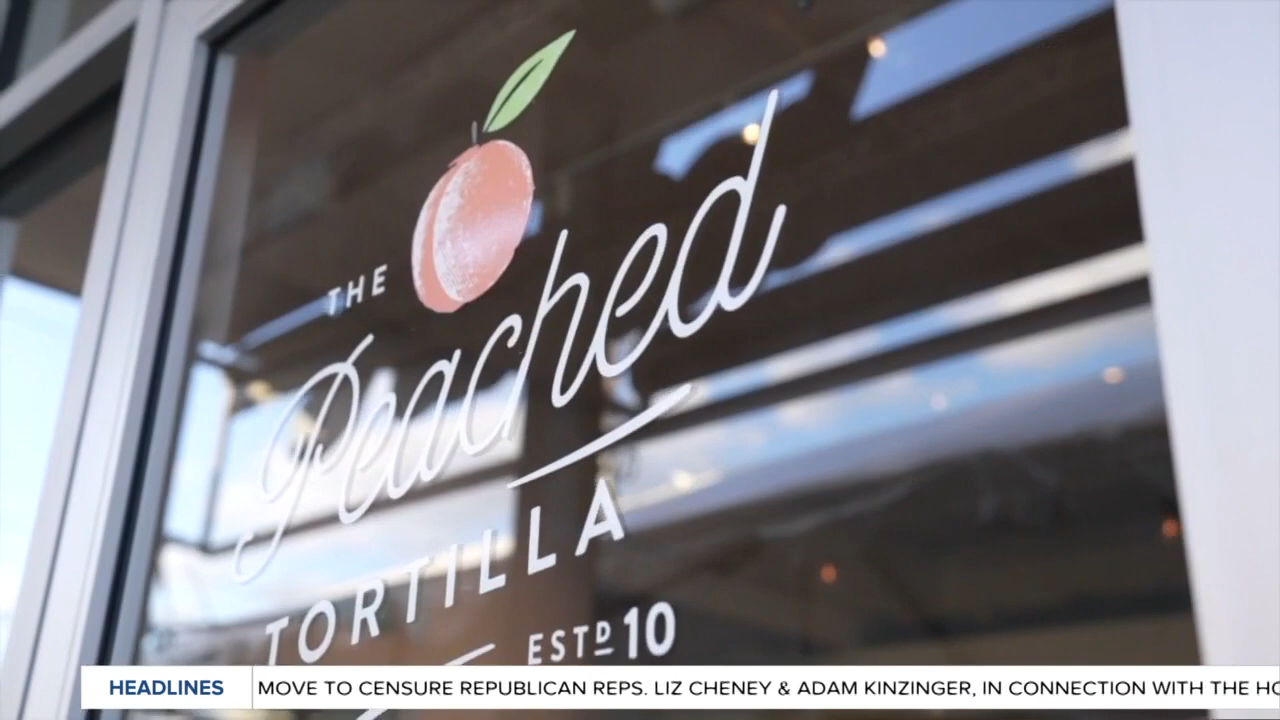 THE
Peached
TORTILLA
ESTD 10
HEADLINES
MOVE TO CENSURE REPUBLICAN REPS. LIZ CHENEY & ADAM KINZINGER, IN CONNECTION WITH THE